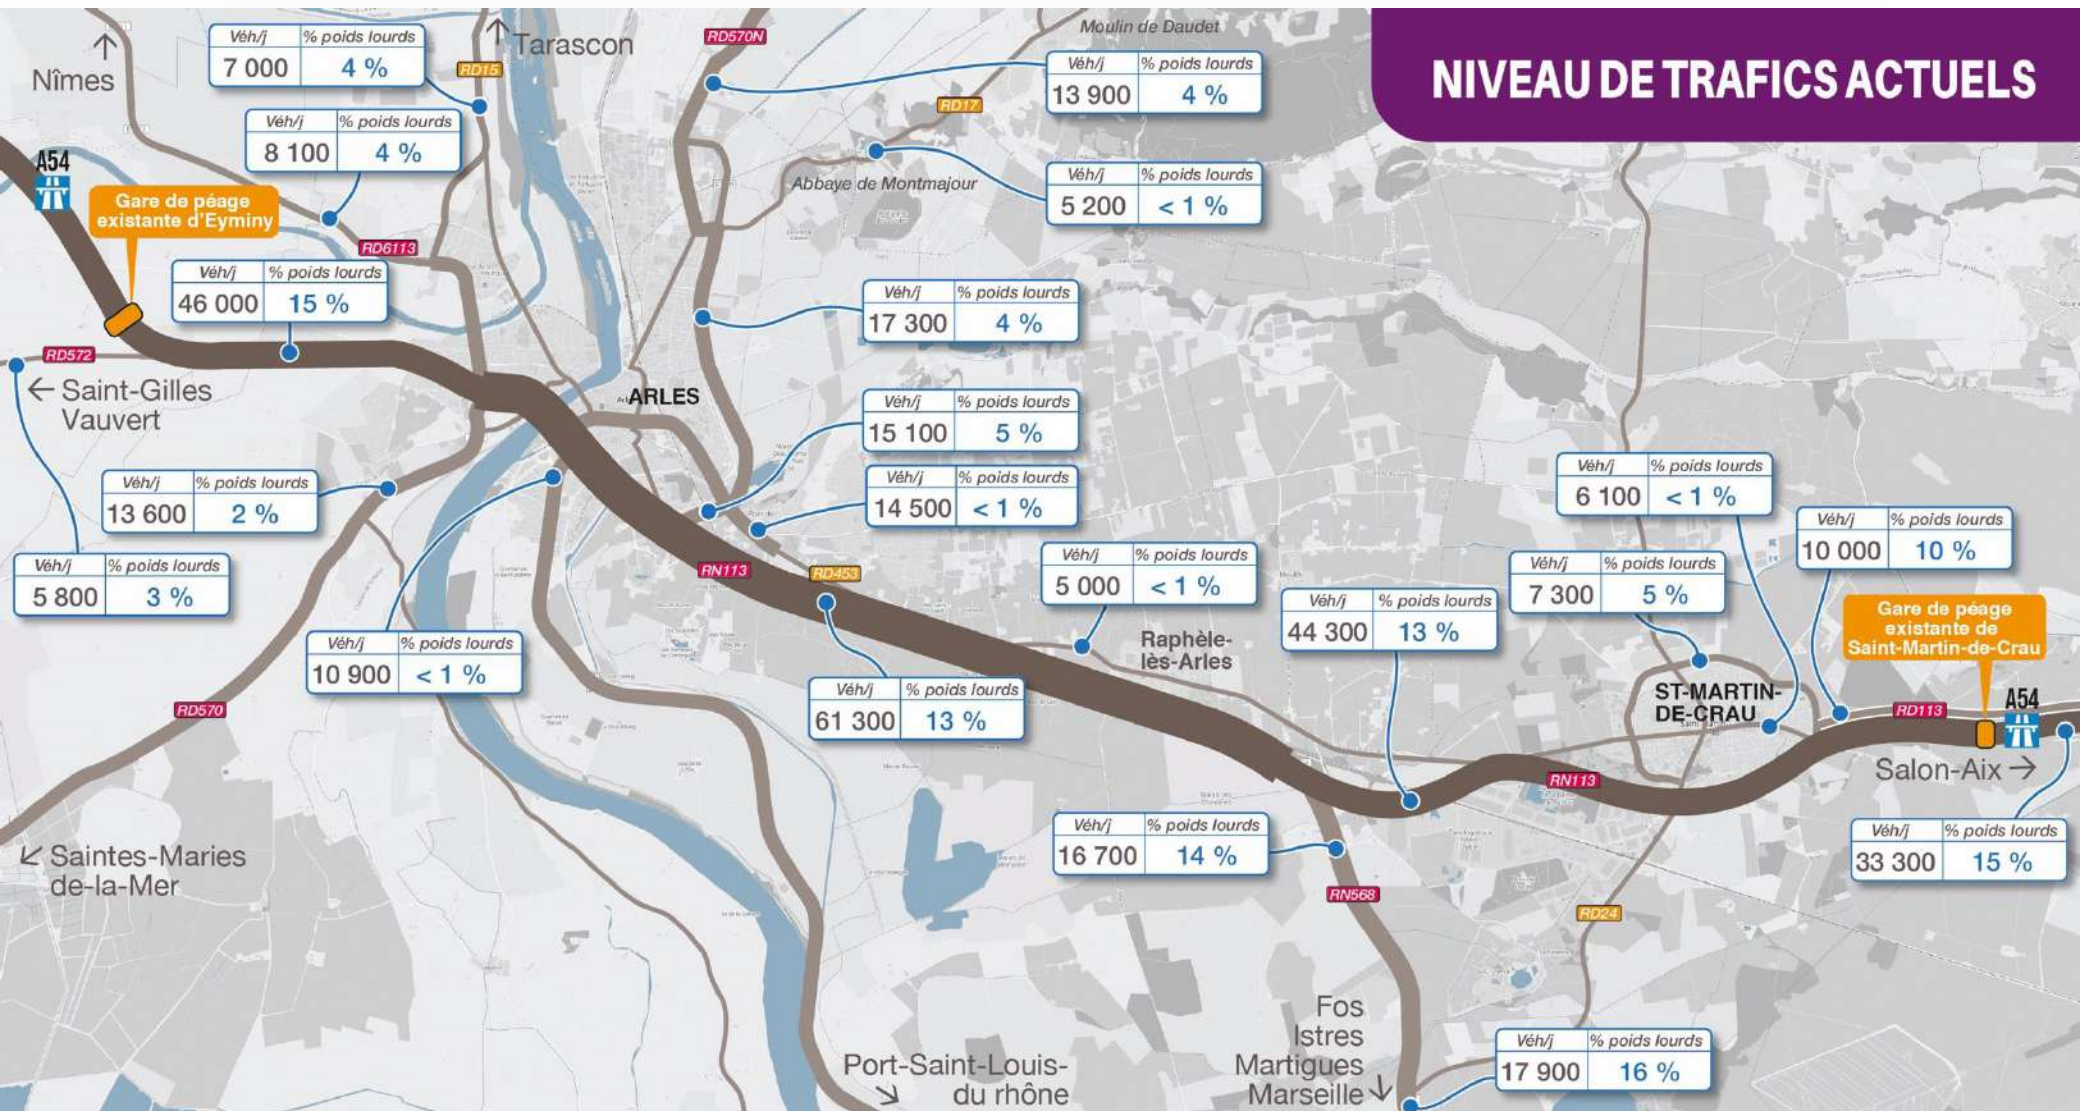 NIVEAU DE TRAFICS ACTUELS
Nîmes
Véh/j % poids lourds
7 000 4 %
RD15
Tarascon
RD570N
Moulin de Daudet
Véh/j % poids lourds
13 900 4 %
RD17
Véh/j % poids lourds
8 100 4 %
A54
Gare de péage
existante d'Eyminy
Abbaye de Montmajour
Véh/j % poids lourds
5 200 < 1 %
RD6113
Véh/j % poids lourds
46 000 15 %
Véh/j % poids lourds
17 300 4 %
RD572
Saint-Gilles
Vauvert
ARLES
Véh/j % poids lourds
15 100 5 %
Véh/j % poids lourds
14 500 < 1 %
Véh/j % poids lourds
13 600 2 %
Véh/j % poids lourds
6 100 < 1 %
Véh/j % poids lourds
10 000 10 %
Véh/j % poids lourds
5 800 3 %
RN113
RD453
Véh/j % poids lourds
5 000 < 1 %
Véh/j % poids lourds
7 300 5 %
Véh/j % poids lourds
44 300 13 %
Gare de péage
existante de
Saint-Martin-de-Crau
Véh/j % poids lourds
10 900 < 1 %
Raphèle-
lès-Arles
Véh/j % poids lourds
61 300 13 %
ST-MARTIN-
DE-CRAU
RD113
A54
RD570
RN113
Salon-Aix
Saintes-Maries
de-la-Mer
Véh/j % poids lourds
16 700 14 %
Véh/j % poids lourds
33 300 15 %
RN568
RD24
Fos
Istres
Martigues
Marseille
Port-Saint-Louis-
du rhône
Véh/j % poids lourds
17 900 16 %